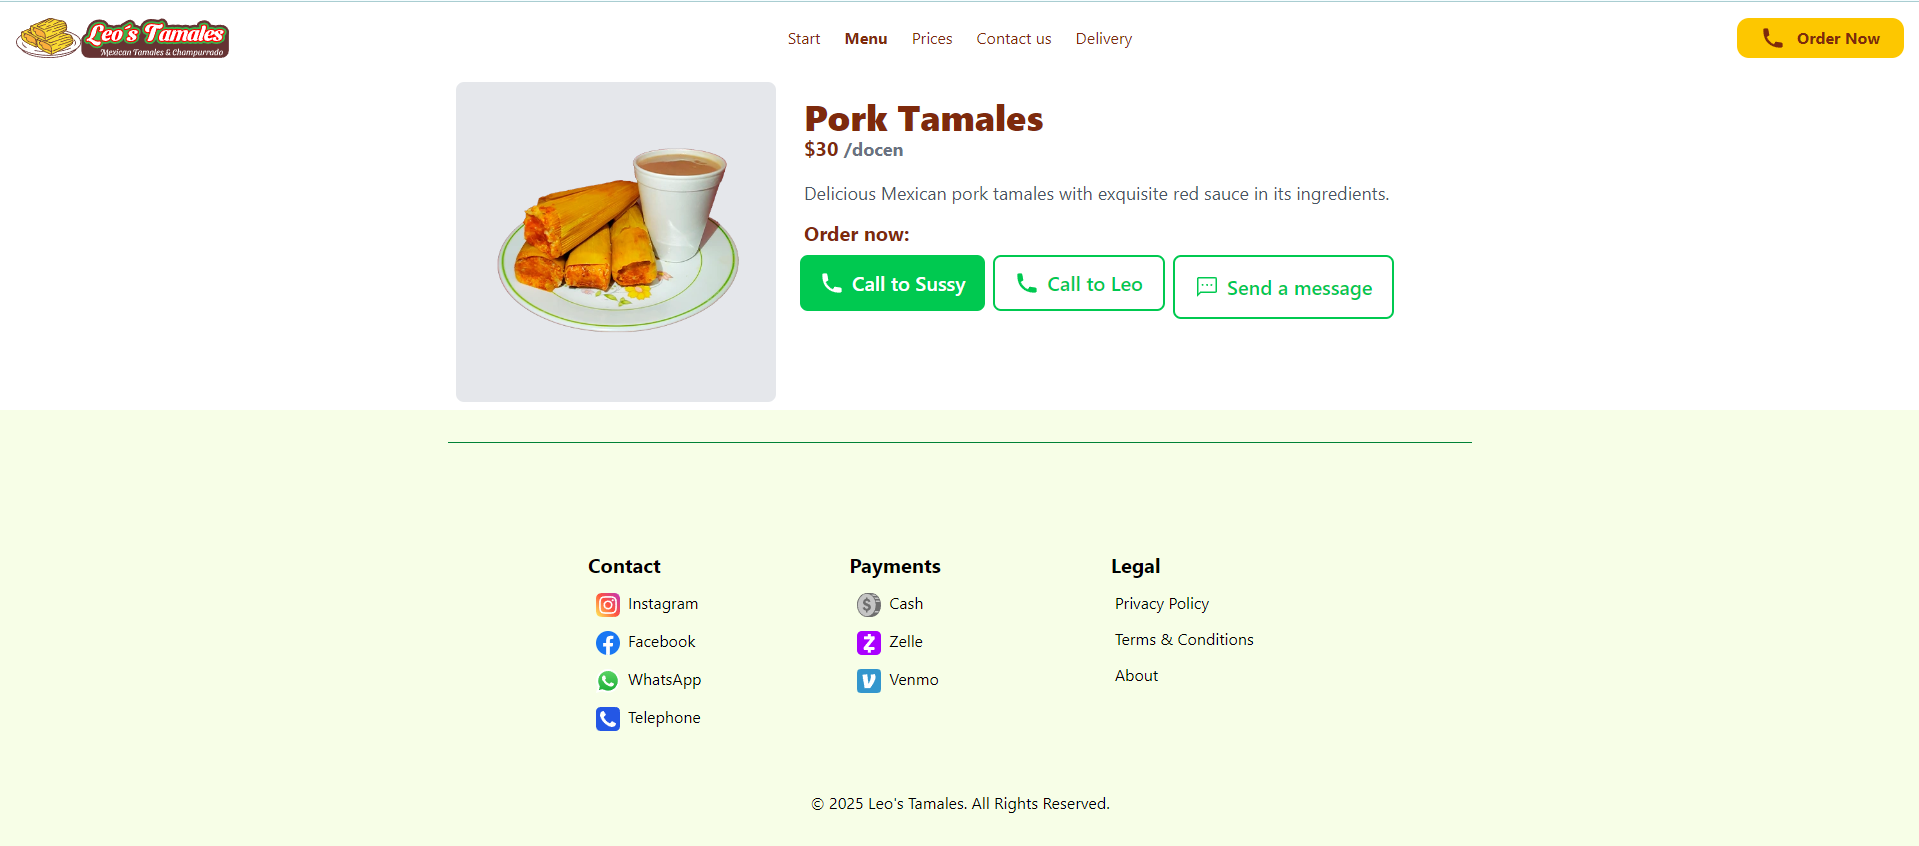 Leo's Tamales
Mexican Tamales & Champurrado
Start Menu Prices Contact us Delivery
Order Now
Pork Tamales
$30 /docen
Delicious Mexican pork tamales with exquisite red sauce in its ingredients.
Order now:
Call to Sussy Call to Leo Send a message
Contact
Instagram
Facebook
WhatsApp
Telephone
Payments
Cash
Zelle
Venmo
Legal
Privacy Policy
Terms & Conditions
About
© 2025 Leo's Tamales. All Rights Reserved.